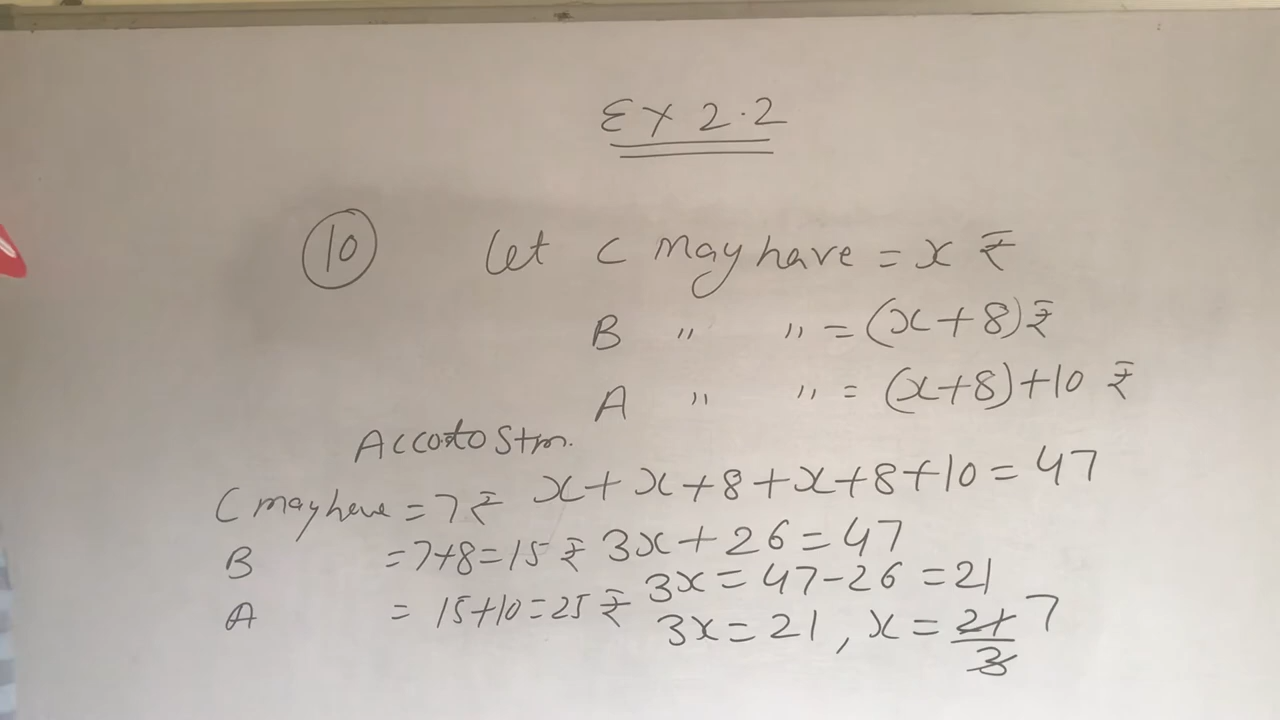 EX 2.2
10 Let C may have = x ₹
B " " = (x+8)₹
A " " = (x+8)+10 ₹
Acco to Stm.
x+x+8+x+8+10=47
C may have = 7 ₹
3x+26=47
B =7+8=15 ₹
3x=47-26=21
A = 15+10=25 ₹
3x=21, x=21/3 7